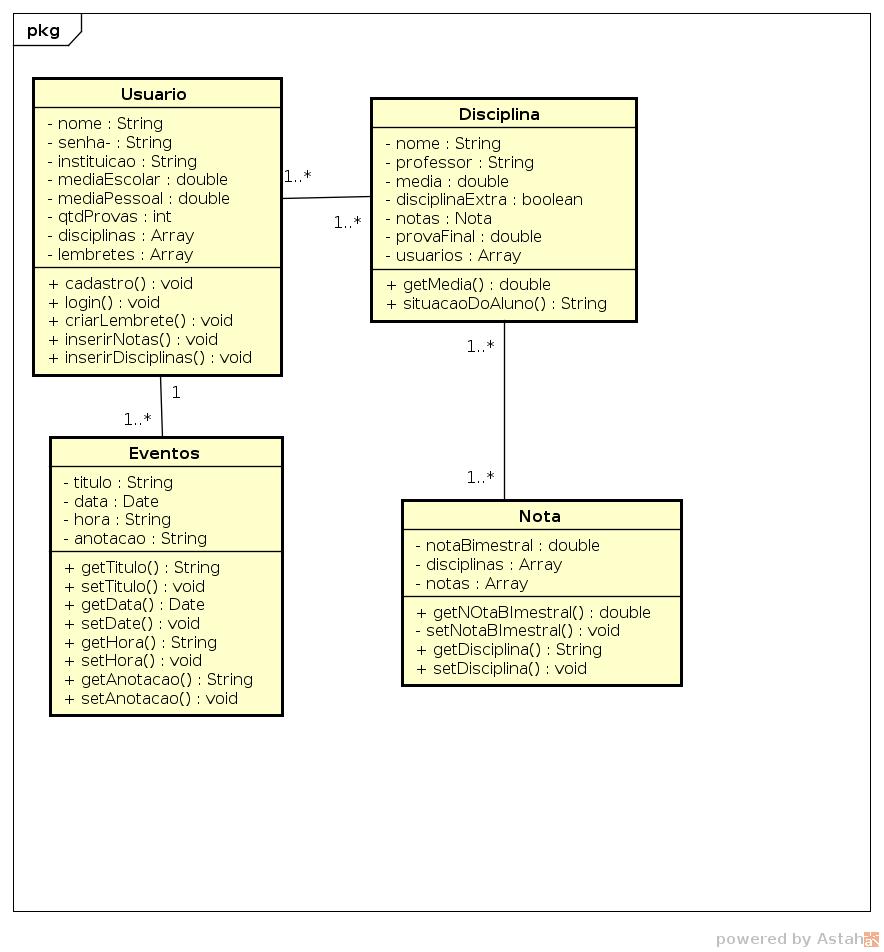 pkg
Usuario
- nome : String
- senha- : String
- instituicao : String
- mediaEscolar : double
- mediaPessoal : double
- qtdProvas : int
- disciplinas : Array
- lembretes : Array
+ cadastro() : void
+ login() : void
+ criarLembrete() : void
+ inserirNotas() : void
+ inserirDisciplinas() : void
1..*
1..*
Disciplina
- nome : String
- professor : String
- media : double
- disciplinaExtra : boolean
- notas : Nota
- provaFinal : double
- usuarios : Array
+ getMedia() : double
+ situacaoDoAluno() : String
1
1..*
1..*
1..*
Eventos
- titulo : String
- data : Date
- hora : String
- anotacao : String
+ getTitulo() : String
+ setTitulo() : void
+ getData() : Date
+ setDate() : void
+ getHora() : String
+ setHora() : void
+ getAnotacao() : String
+ setAnotacao() : void
Nota
- notaBimestral : double
- disciplinas : Array
- notas : Array
+ getNOtaBImestral() : double
- setNotaBImestral() : void
+ getDisciplina() : String
+ setDisciplina() : void
powered by Astah